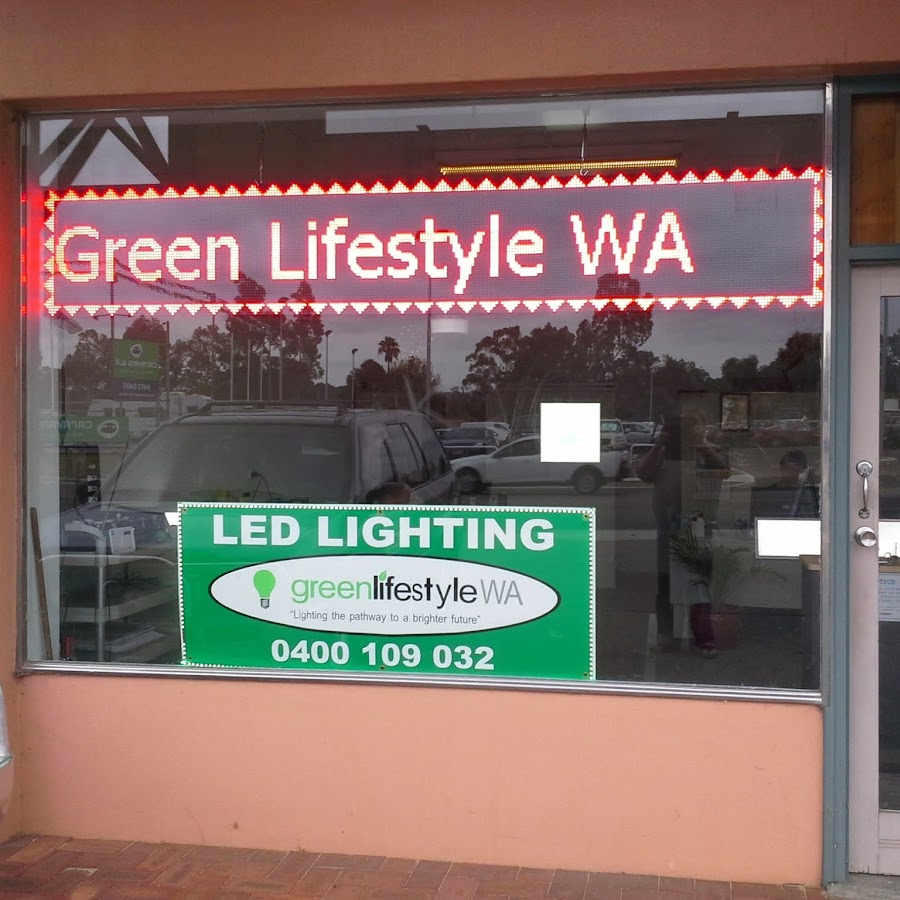 Green Lifestyle WA
LED LIGHTING
greenlifestyleWA
"Lighting the pathway to a brighter future"
0400 109 032